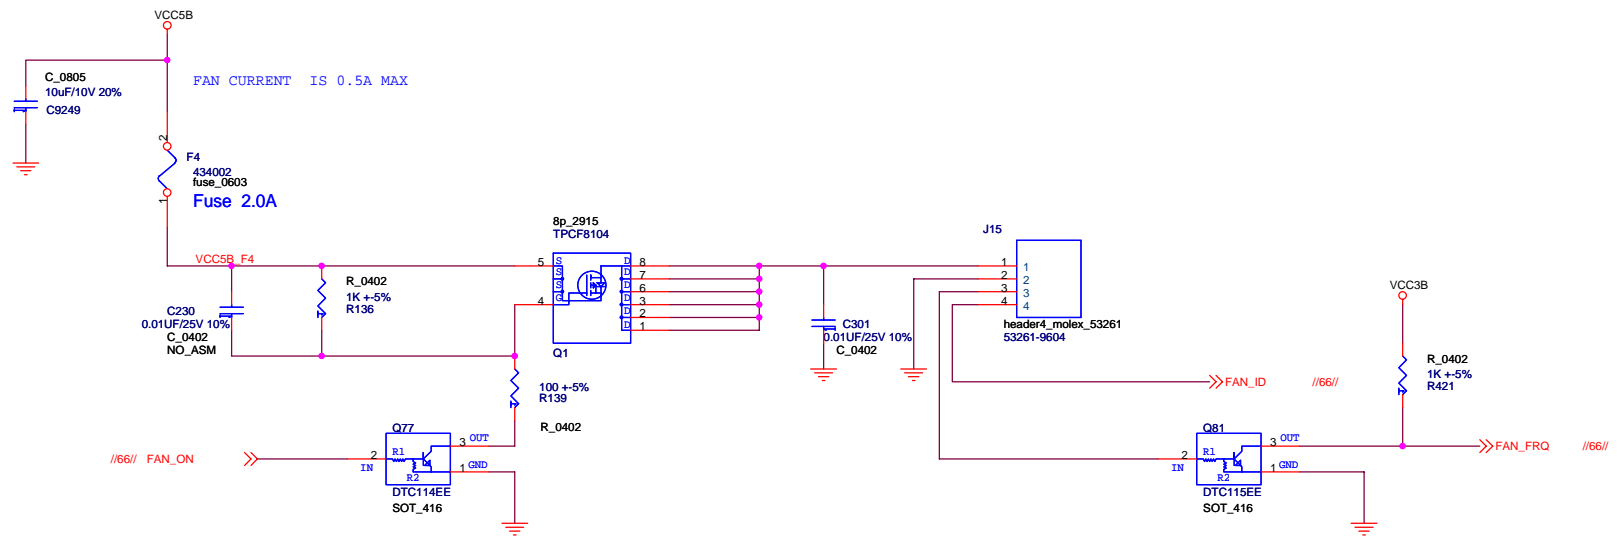 VCC5B
C_0805
10uF/10V 20%
C9249
FAN CURRENT  IS 0.5A MAX
2
F4
434002
fuse_0603
Fuse 2.0A
1
VCC5B_F4
R_0402
1K +-5%
R136
C230
0.01UF/25V 10%
C_0402
NO_ASM
8p_2915
TPCF8104
5
4
S
S
S
G
D
D
D
D
D
D
8
7
6
3
2
1
Q1
100 +-5%
R139
R_0402
C301
0.01UF/25V 10%
C_0402
J15
1
2
3
4
1
2
3
4
header4_molex_53261
53261-9604
FAN_ID //66//
VCC3B
R_0402
1K +-5%
R421
//66// FAN_ON
Q77
2
IN
R1
R2
3 OUT
1 GND
DTC114EE
SOT_416
Q81
2
IN
R1
R2
3 OUT
1 GND
DTC115EE
SOT_416
FAN_FRQ //66//